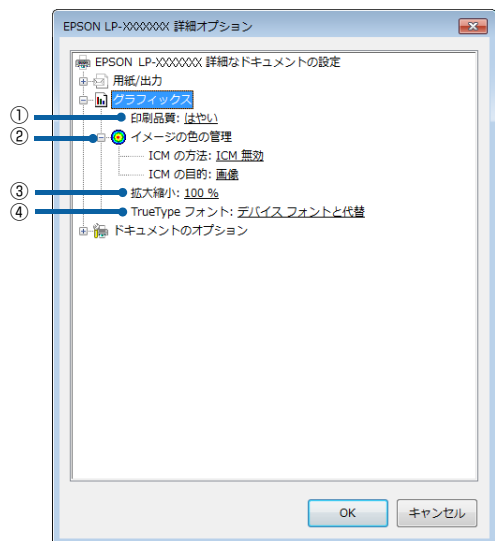 EPSON LP-XXXXXXX 詳細オプション
EPSON LP-XXXXXXX 詳細なドキュメントの設定
用紙/出力
グラフィックス
① 印刷品質: はやい
② イメージの色の管理
ICM の方法: ICM 無効
ICM の目的: 画像
③ 拡大縮小: 100 %
④ TrueType フォント: デバイス フォントと代替
ドキュメントのオプション
OK キャンセル